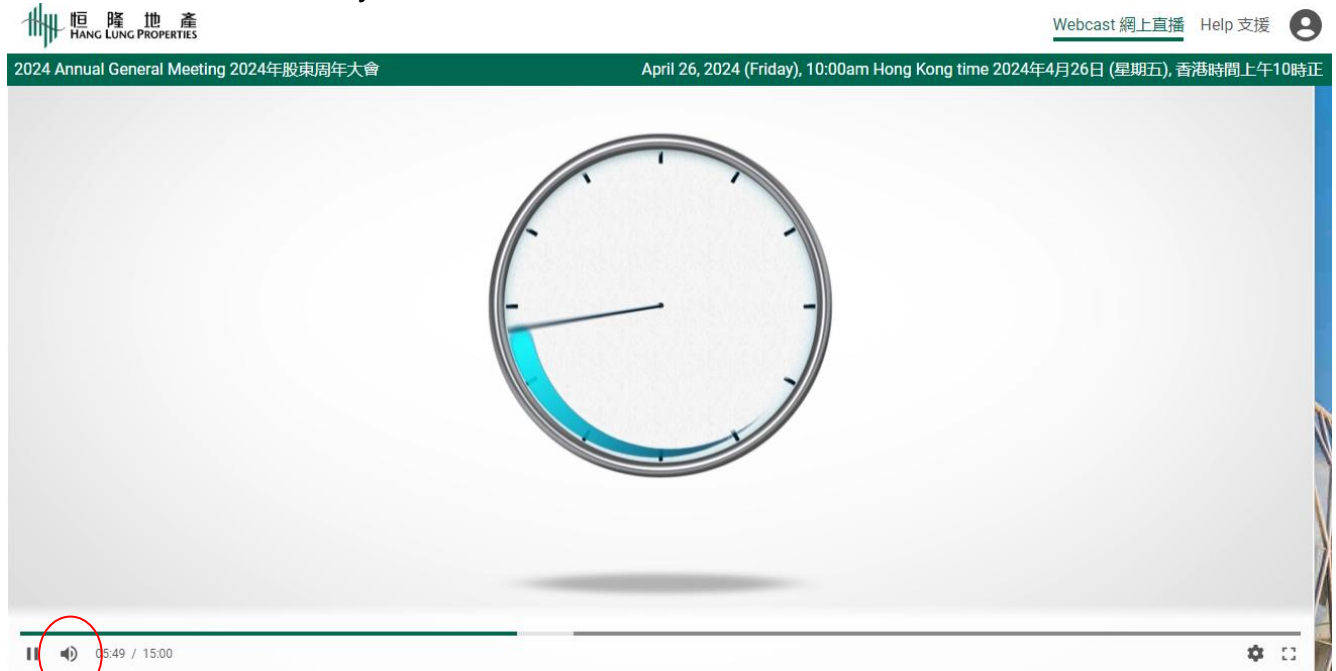 恒隆地產
HANG LUNG PROPERTIES
Webcast 網上直播 Help 支援
2024 Annual General Meeting 2024年股東周年大會
April 26, 2024 (Friday), 10:00am Hong Kong time 2024年4月26日 (星期五), 香港時間上午10時正
05:49 / 15:00